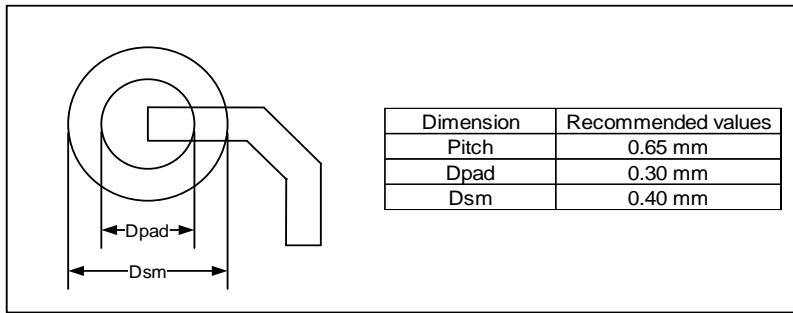 Dpad
Dsm
Dimension Recommended values
Pitch 0.65 mm
Dpad 0.30 mm
Dsm 0.40 mm